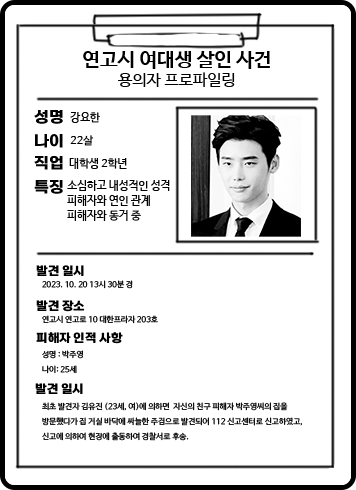 연고시 여대생 살인 사건
용의자 프로파일링
성명 강요한
나이 22살
직업 대학생 2학년
특징 소심하고 내성적인 성격
피해자와 연인 관계
피해자와 동거 중
발견 일시
2023. 10. 20 13시 30분 경
발견 장소
연고시 연고로 10 대한프라자 203호
피해자 인적 사항
성명 : 박주영
나이: 25세
발견 일시
최초 발견자 김유진 (23세, 여)에 의하면 자신의 친구 피해자 박주영씨의 집을
방문했다가 집 거실 바닥에 싸늘한 주검으로 발견되어 112 신고센터로 신고하였고,
신고에 의하여 현장에 출동하여 경찰서로 후송.